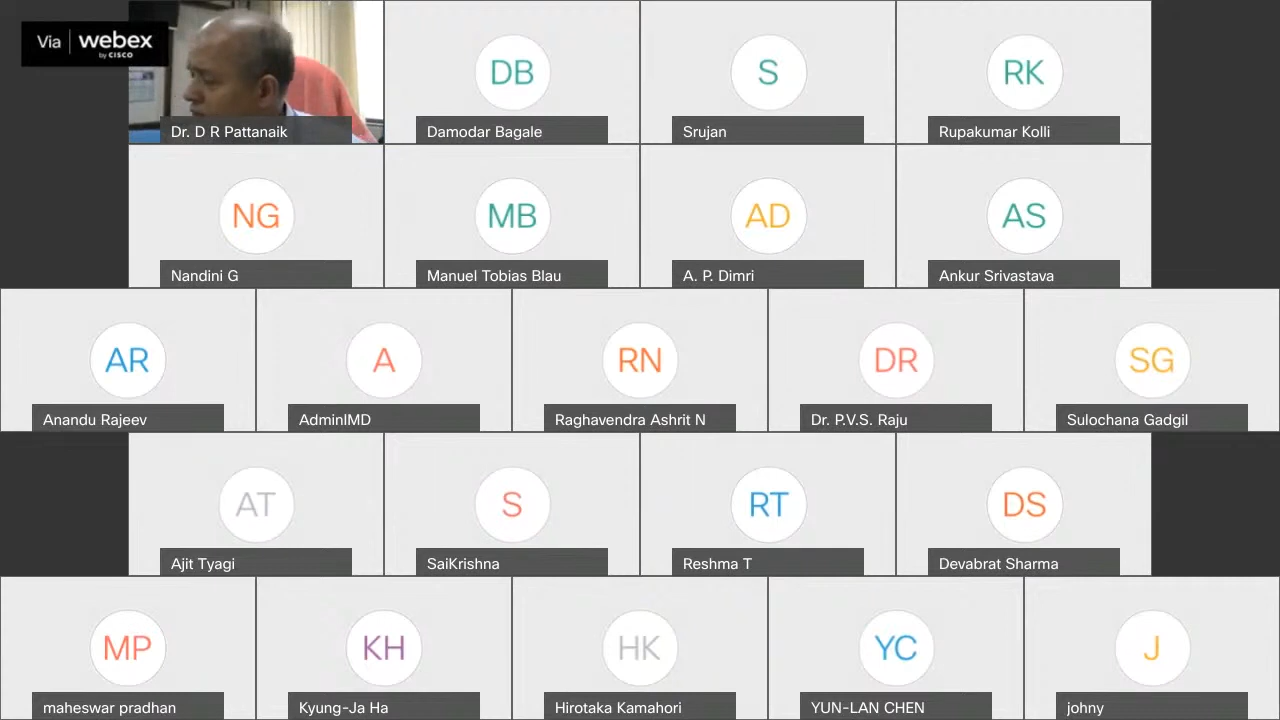 Via webex
by CISCO
Dr. D R Pattanaik
DB
Damodar Bagale
S
Srujan
RK
Rupakumar Kolli
NG
Nandini G
MB
Manuel Tobias Blau
AD
A. P. Dimri
AS
Ankur Srivastava
AR
Anandu Rajeev
A
AdminIMD
RN
Raghavendra Ashrit N
DR
Dr. P.V.S. Raju
SG
Sulochana Gadgil
AT
Ajit Tyagi
S
SaiKrishna
RT
Reshma T
DS
Devabrat Sharma
MP
maheswar pradhan
KH
Kyung-Ja Ha
HK
Hirotaka Kamahori
YC
YUN-LAN CHEN
J
johny